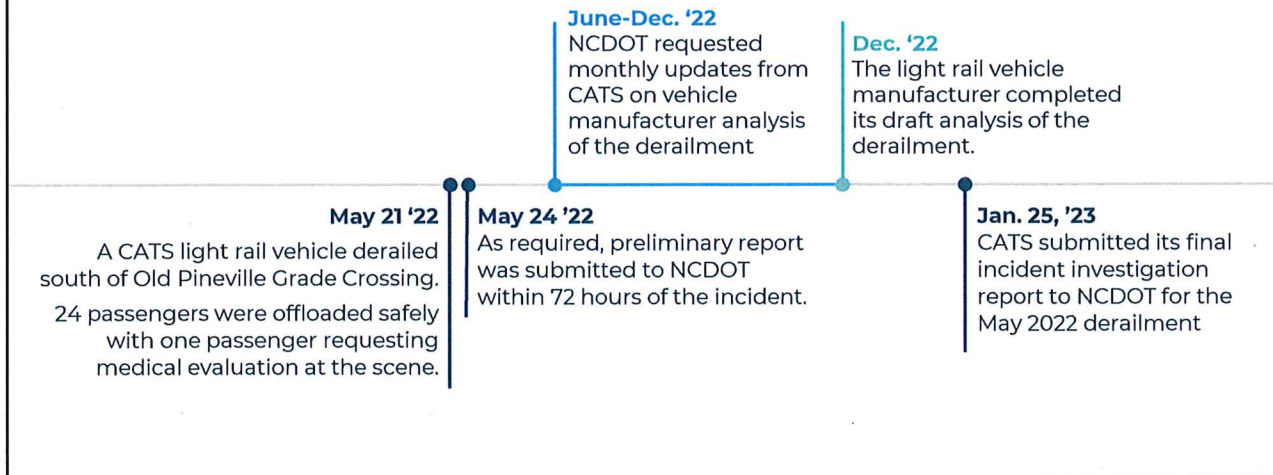 June-Dec. ‘22
NCDOT requested
monthly updates from
CATS on vehicle
manufacturer analysis
of the derailment
Dec. ‘22
The light rail vehicle
manufacturer completed
its draft analysis of the
derailment.
May 21 ‘22
A CATS light rail vehicle derailed
south of Old Pineville Grade Crossing.
24 passengers were offloaded safely
with one passenger requesting
medical evaluation at the scene.
May 24 ’22
As required, preliminary report
was submitted to NCDOT
within 72 hours of the incident.
Jan. 25, ’23
CATS submitted its final
incident investigation
report to NCDOT for the
May 2022 derailment